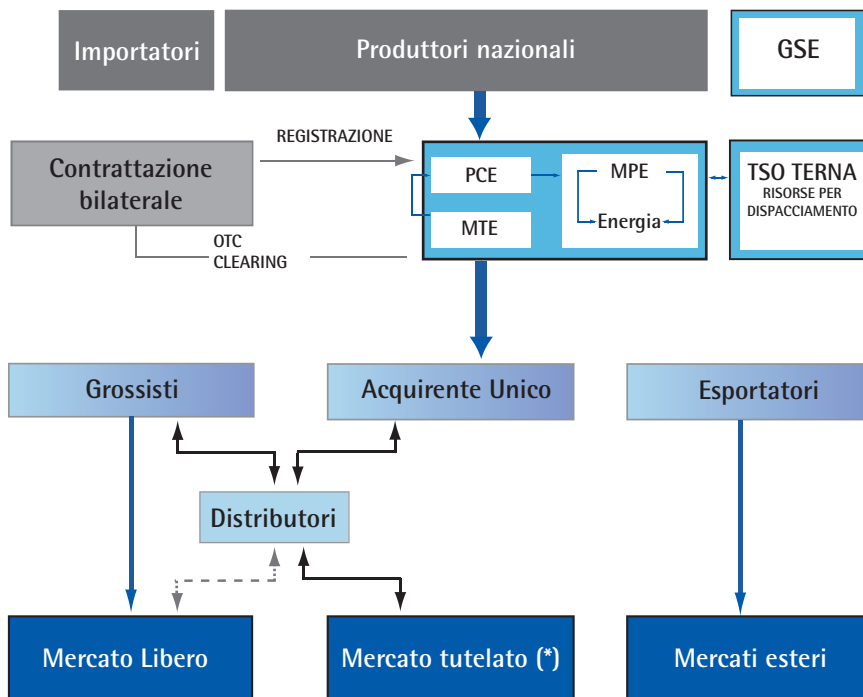 Importatori
Produttori nazionali
GSE
REGISTRAZIONE
Contrattazione
bilaterale
PCE
MPE
TSO TERNA
RISORSE PER
DISPACCIAMENTO
MTE
Energia
OTC
CLEARING
Grossisti
Acquirente Unico
Esportatori
Distributori
Mercato Libero
Mercato tutelato (*)
Mercati esteri